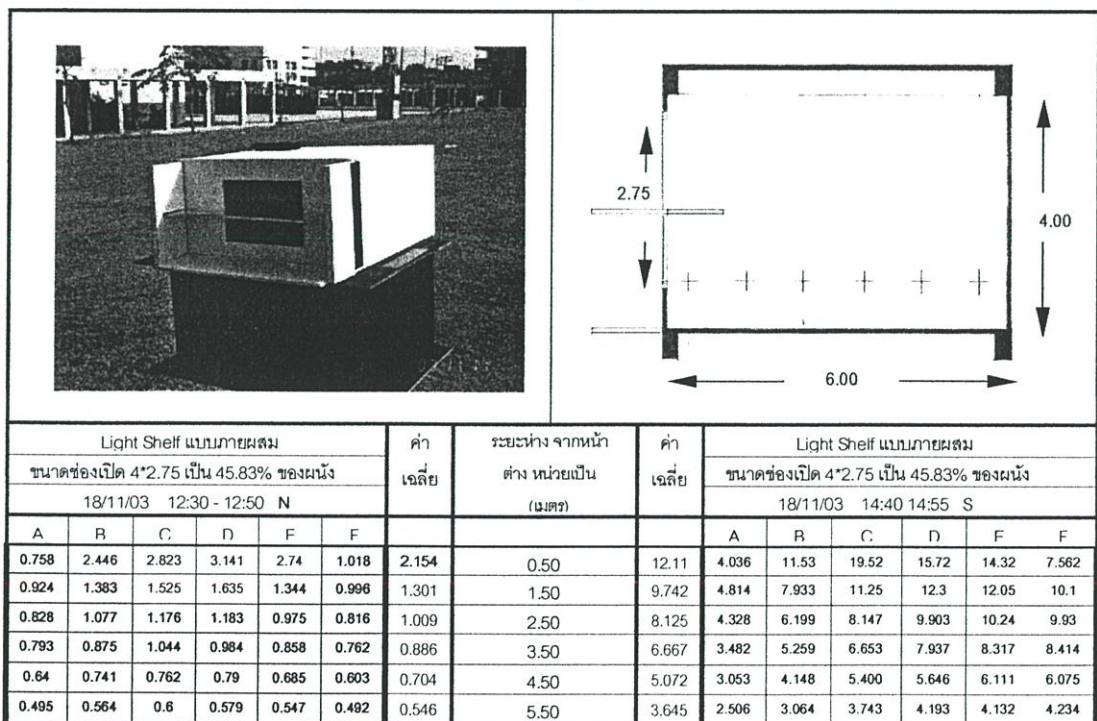 2.75
4.00
6.00
Light Shelf แบบภายผสม
ค่า
เฉลี่ย
ระยะห่าง จากหน้า
ต่าง หน่วยเป็น
(เมตร)
ค่า
เฉลี่ย
Light Shelf แบบภายผสม
ขนาดช่องเปิด 4*2.75 เป็น 45.83% ของผนัง
ขนาดช่องเปิด 4*2.75 เป็น 45.83% ของผนัง
18/11/03 12:30 - 12:50 N
18/11/03 14:40 14:55 S
A B C D E F A B C D E F
0.758 2.446 2.823 3.141 2.74 1.018 2.154 0.50 12.11 4.036 11.53 19.52 15.72 14.32 7.562
0.924 1.383 1.525 1.635 1.344 0.996 1.301 1.50 9.742 4.814 7.933 11.25 12.3 12.05 10.1
0.828 1.077 1.176 1.183 0.975 0.816 1.009 2.50 8.125 4.328 6.199 8.147 9.903 10.24 9.93
0.793 0.875 1.044 0.984 0.858 0.762 0.886 3.50 6.667 3.482 5.259 6.653 7.937 8.317 8.414
0.64 0.741 0.762 0.79 0.685 0.603 0.704 4.50 5.072 3.053 4.148 5.400 5.646 6.111 6.075
0.495 0.564 0.6 0.579 0.547 0.492 0.546 5.50 3.645 2.506 3.064 3.743 4.193 4.132 4.234